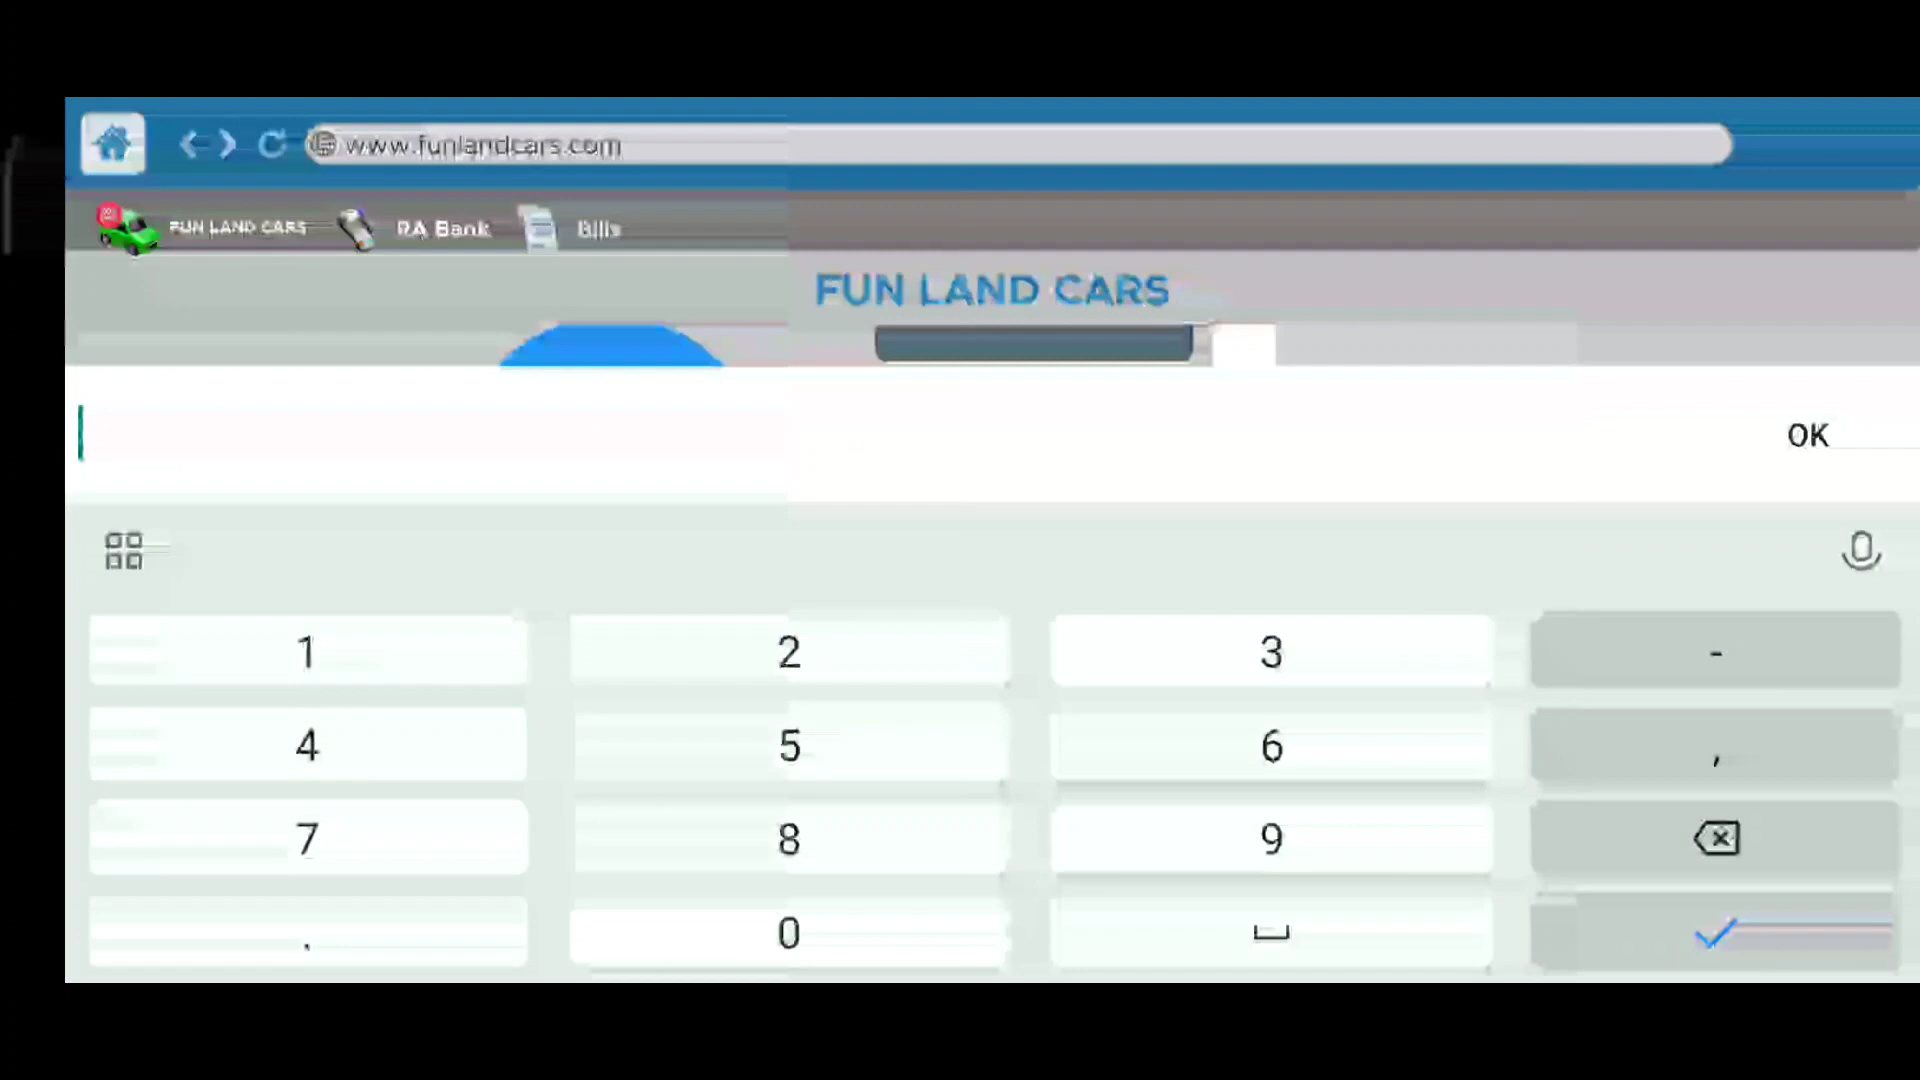 www.funlandcars.com
FUN LAND CARS RA Bank Bills
FUN LAND CARS
OK
1 2 3 -
4 5 6 ,
7 8 9
. 0